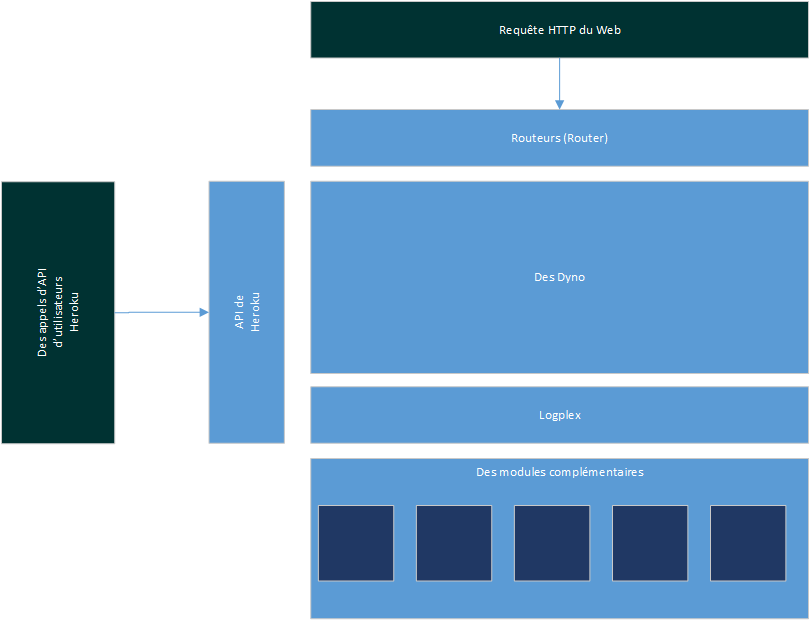 Requête HTTP du Web
Routeurs (Router)
Des appels d'API
d'utilisateurs
Heroku
API de
Heroku
Des Dyno
Logplex
Des modules complémentaires